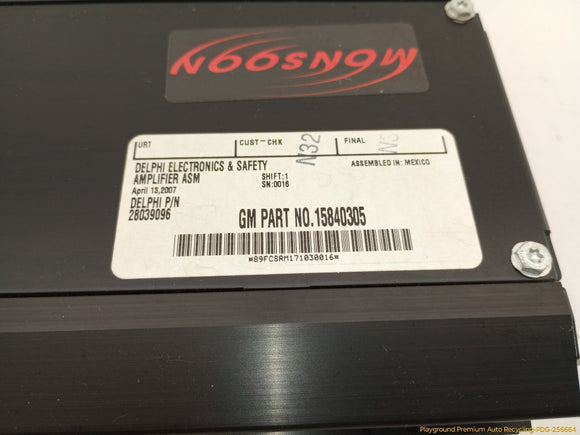 MONSOON
URT
CUST-CHK
N32
FINAL
DELPHI ELECTRONICS & SAFETY
ASSEMBLED IN: MEXICO
AMPLIFIER ASM
SHIFT:1
April 13,2007
SN:0016
DELPHI P/N
28039096
GM PART NO.15840305
*89FCSRM171030016*
Playground Premium Auto Recycling-PDG-256664